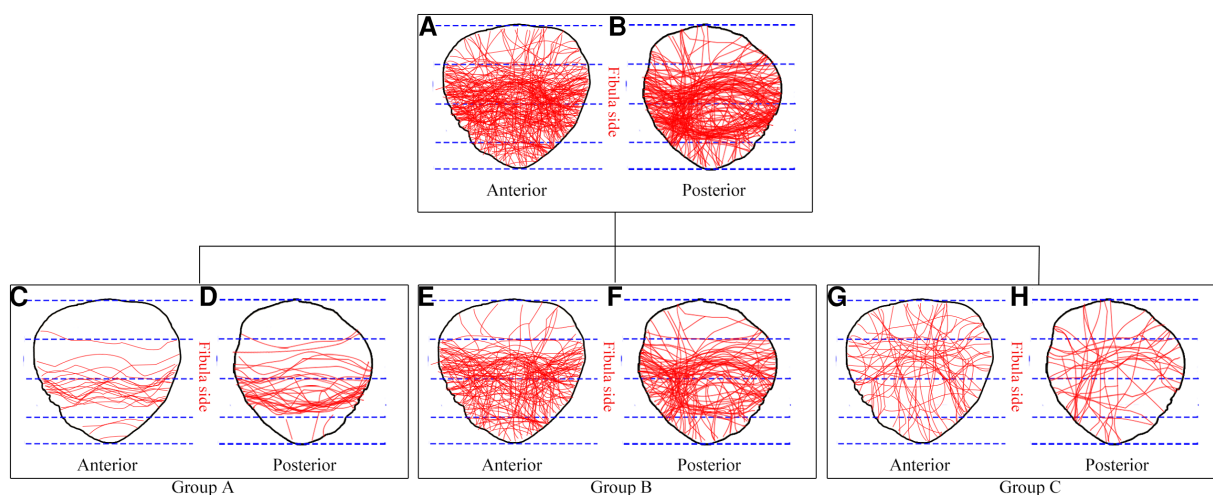 A
B
Fibula side
Anterior
Posterior
C
D
Fibula side
Anterior
Posterior
Group A
E
F
Fibula side
Anterior
Posterior
Group B
G
H
Fibula side
Anterior
Posterior
Group C